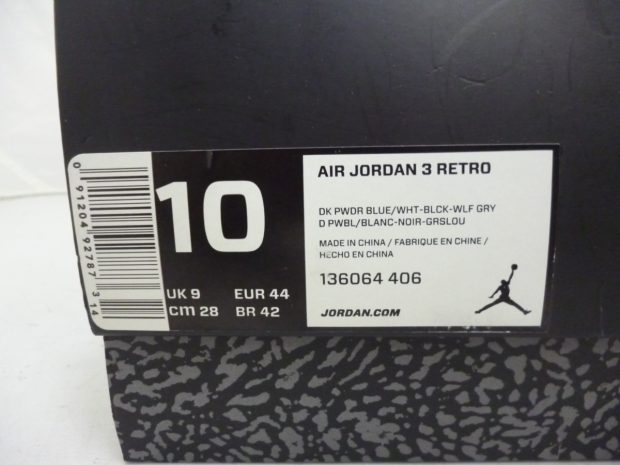 0 91204 92787 3 14
10
UK 9 EUR 44
cm 28 BR 42
AIR JORDAN 3 RETRO
DK PWDR BLUE/WHT-BLCK-WLF GRY
D PWBL/BLANC-NOIR-GRSLOU
MADE IN CHINA / FABRIQUE EN CHINE /
HECHO EN CHINA
136064 406
JORDAN.COM